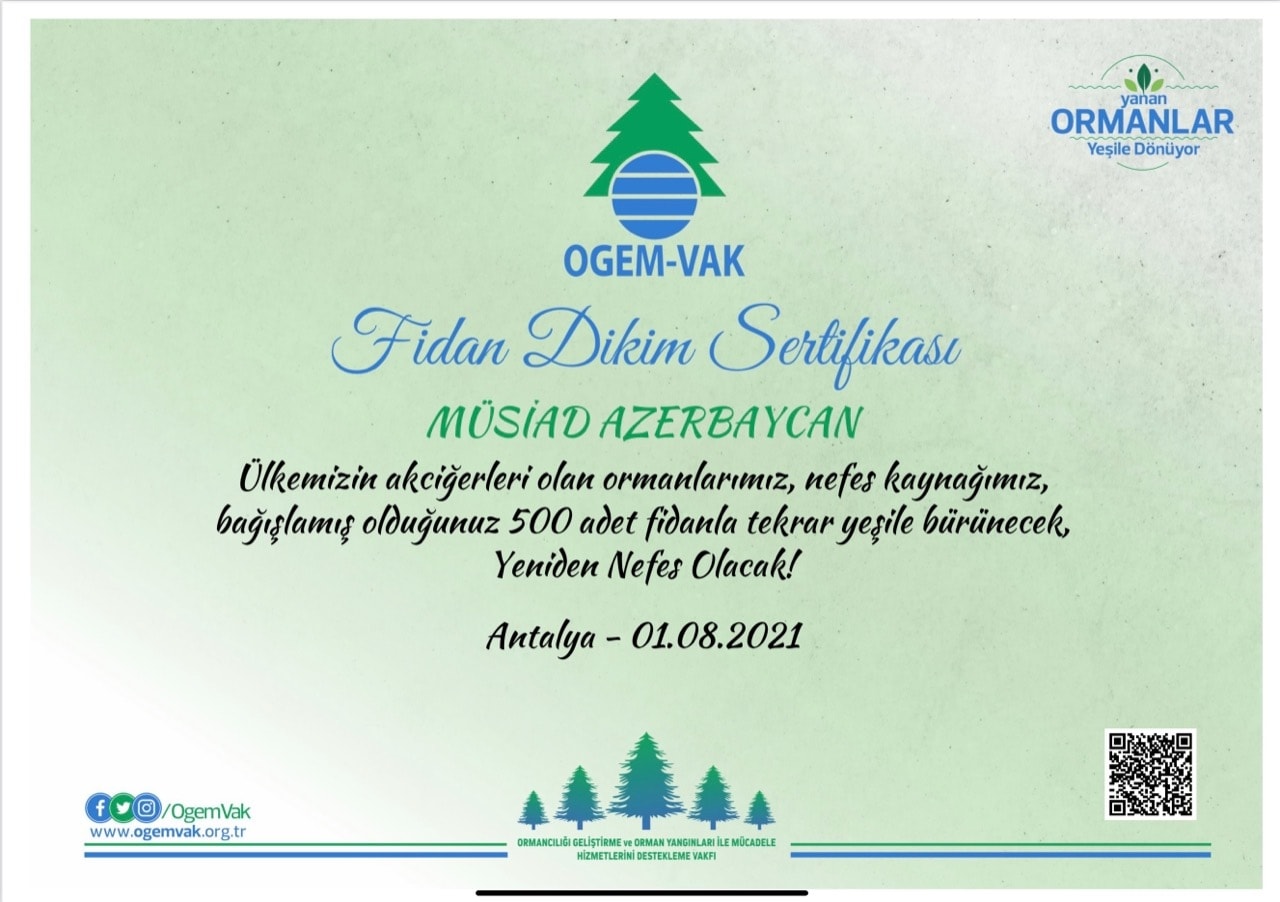 yanan
ORMANLAR
Yeşile Dönüyor
OGEM-VAK
Fidan Dikim Sertifikası
MÜSİAD AZERBAYCAN
Ülkemizin akciğerleri olan ormanlarımız, nefes kaynağımız,
bağışlamış olduğunuz 500 adet fidanla tekrar yeşile bürünecek,
Yeniden Nefes Olacak!
Antalya - 01.08.2021
/OgemVak
www.ogemvak.org.tr
ORMANCILIĞI GELİŞTİRME ve ORMAN YANGINLARI İLE MÜCADELE
HİZMETLERİNİ DESTEKLEME VAKFI